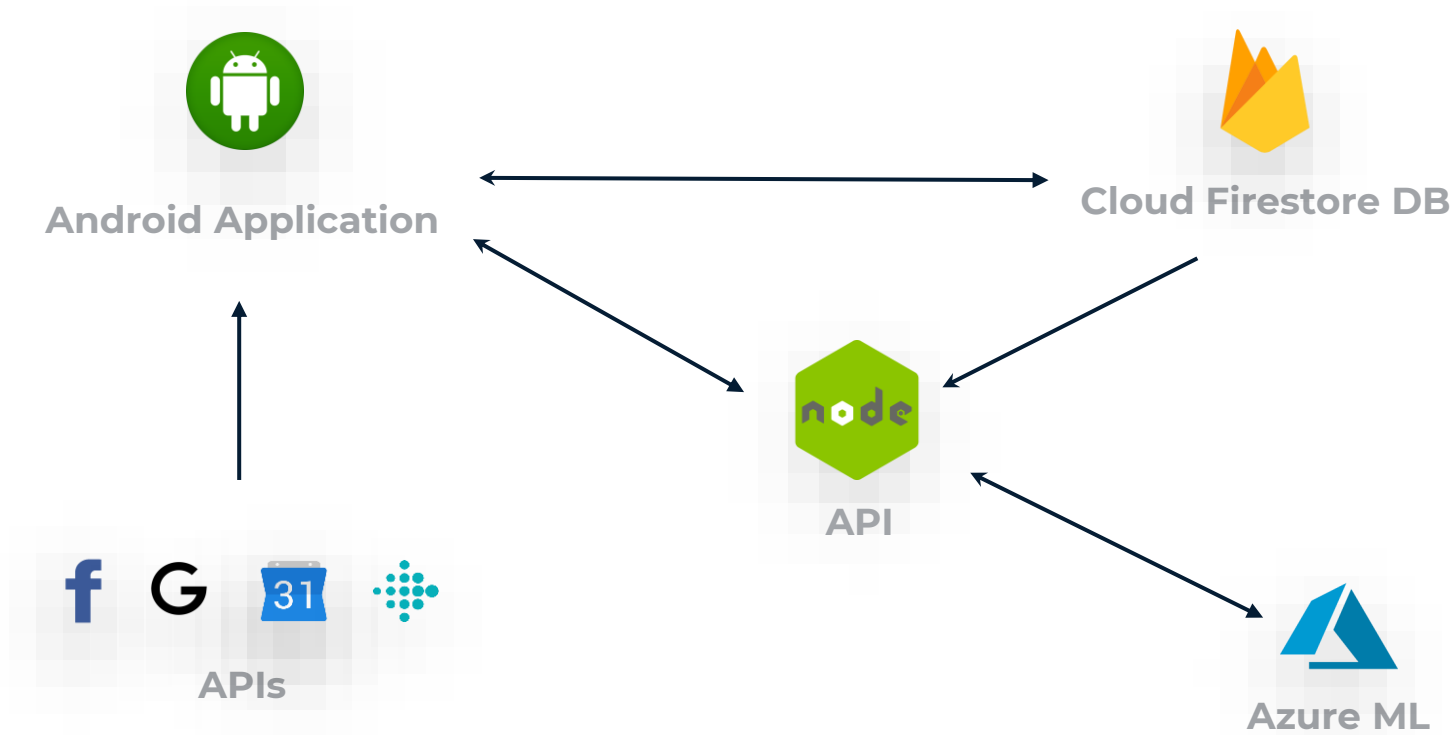 Android Application
Cloud Firestore DB
node
API
f G 31
APIs
Azure ML